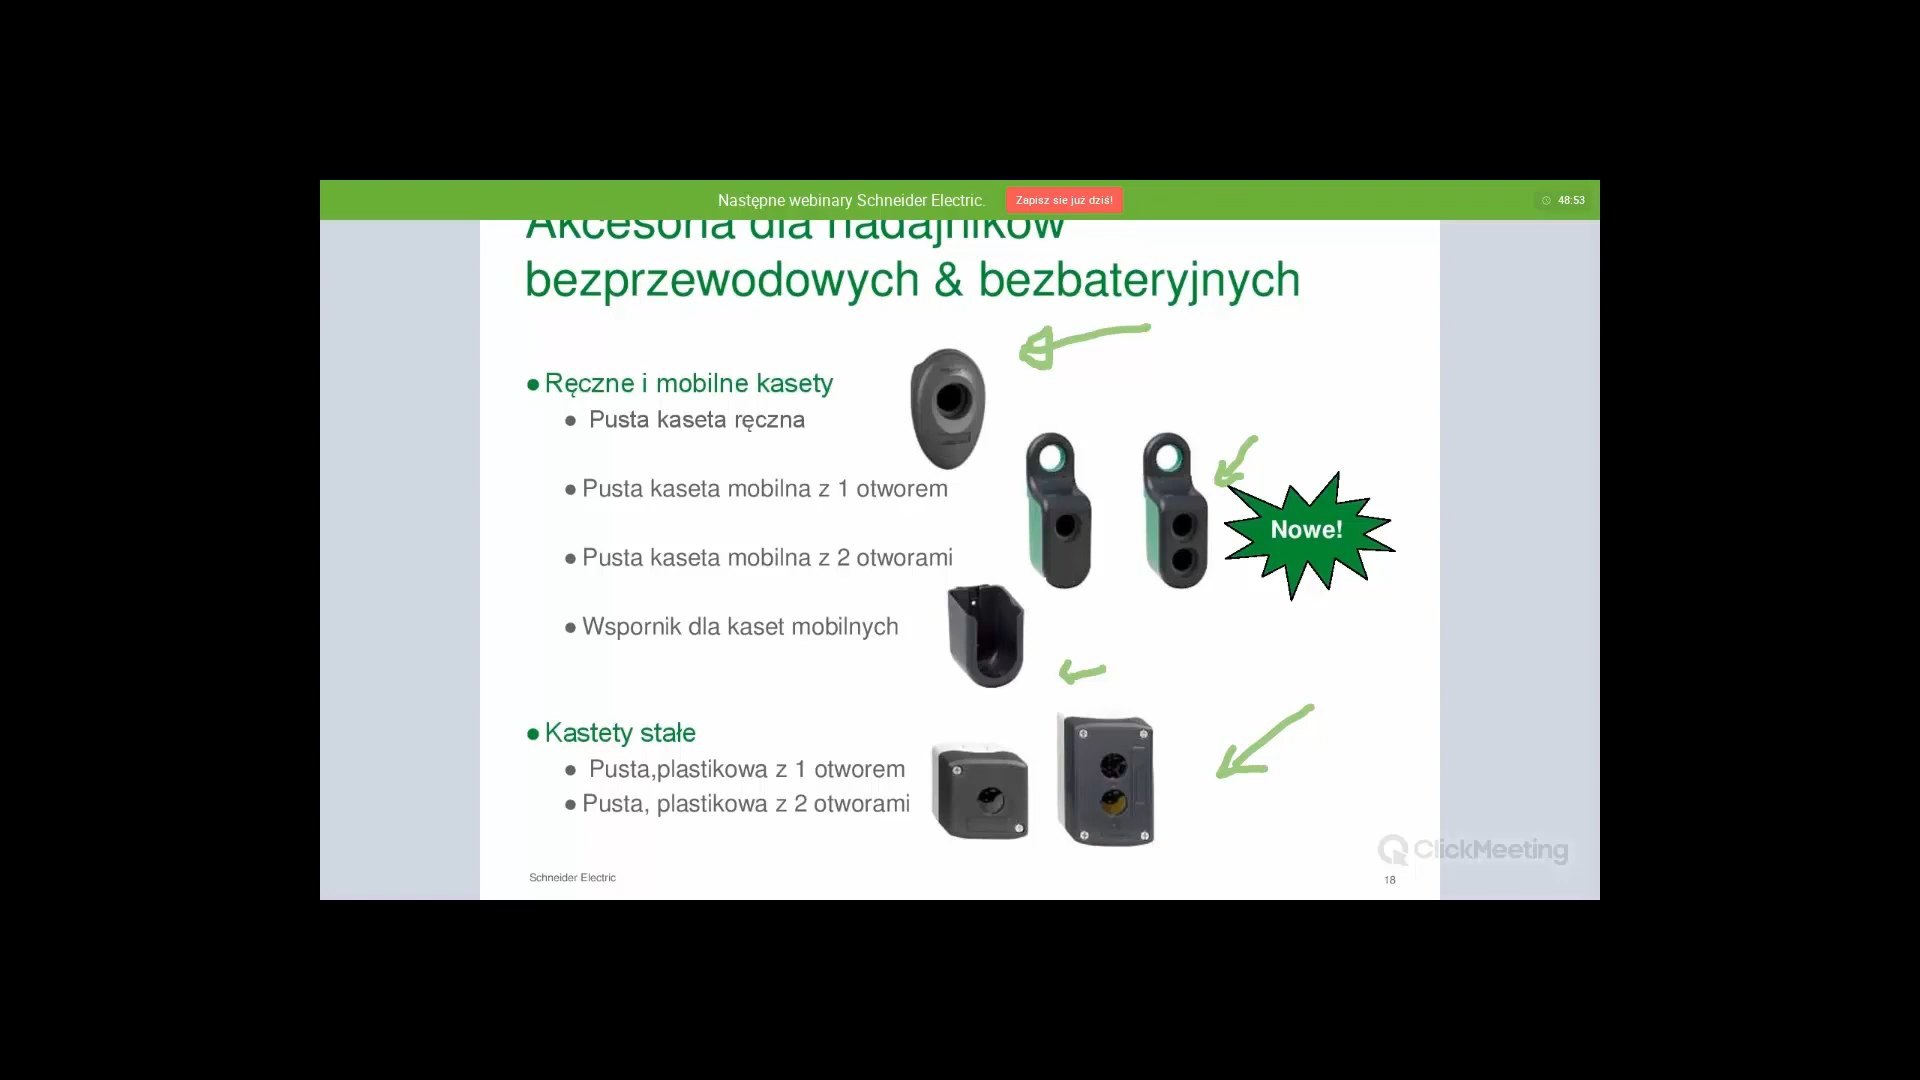 Następne webinary Schneider Electric. Zapisz sie już dziś! 48:53
Akcesoria dla nadajników
bezprzewodowych & bezbateryjnych
● Ręczne i mobilne kasety
● Pusta kaseta ręczna
● Pusta kaseta mobilna z 1 otworem
● Pusta kaseta mobilna z 2 otworami
Nowe!
● Wspornik dla kaset mobilnych
● Kastety stałe
● Pusta,plastikowa z 1 otworem
● Pusta, plastikowa z 2 otworami
ClickMeeting
Schneider Electric
18